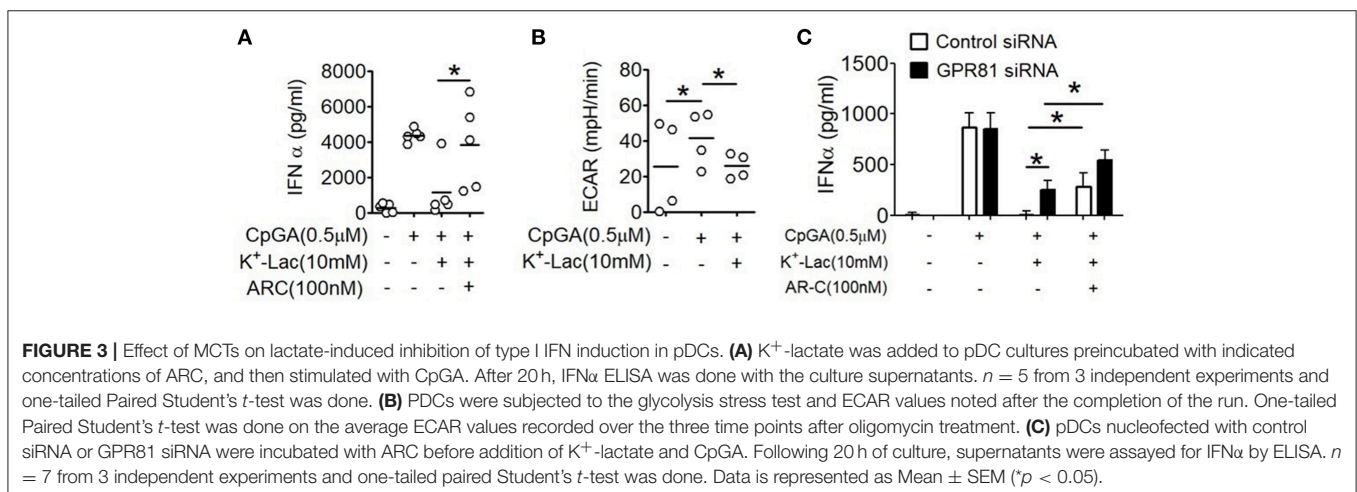 A
B
C
Control siRNA
GPR81 siRNA
IFN α (pg/ml)
8000
6000
4000
2000
0
*
CpGA(0.5μM) - + + +
K+-Lac(10mM) - - + +
ARC(100nM) - - - +
ECAR (mpH/min)
80
60
40
20
0
* *
CpGA(0.5μM) - + +
K+-Lac(10mM) - - +
IFNα (pg/ml)
1500
1000
500
0
* * *
CpGA(0.5μM) - + + +
K+-Lac(10mM) - - + +
AR-C(100nM) - - - +
FIGURE 3 | Effect of MCTs on lactate-induced inhibition of type I IFN induction in pDCs. (A) K+-lactate was added to pDC cultures preincubated with indicated
concentrations of ARC, and then stimulated with CpGA. After 20 h, IFNα ELISA was done with the culture supernatants. n = 5 from 3 independent experiments and
one-tailed Paired Student's t-test was done. (B) PDCs were subjected to the glycolysis stress test and ECAR values noted after the completion of the run. One-tailed
Paired Student's t-test was done on the average ECAR values recorded over the three time points after oligomycin treatment. (C) pDCs nucleofected with control
siRNA or GPR81 siRNA were incubated with ARC before addition of K+-lactate and CpGA. Following 20 h of culture, supernatants were assayed for IFNα by ELISA. n
= 7 from 3 independent experiments and one-tailed paired Student's t-test was done. Data is represented as Mean ± SEM (*p < 0.05).